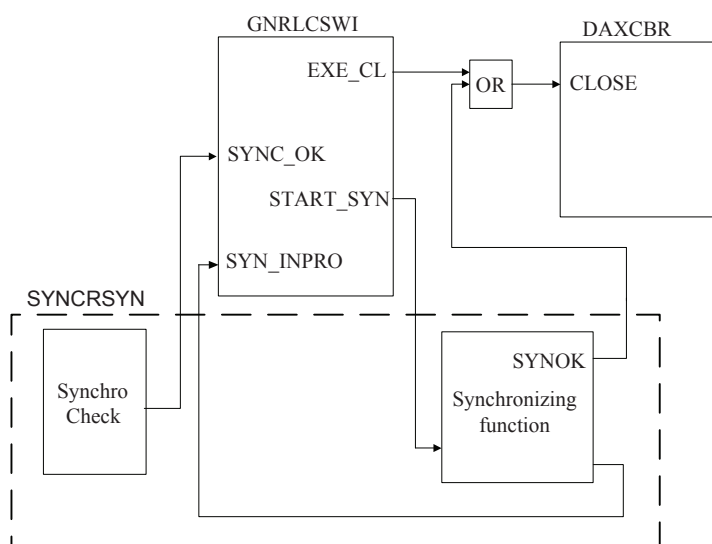 GNRLCSWI
DAXCBR
EXE_CL
OR
CLOSE
SYNC_OK
START_SYN
SYN_INPRO
SYNCRSYN
SYNOK
Synchro
Check
Synchronizing
function